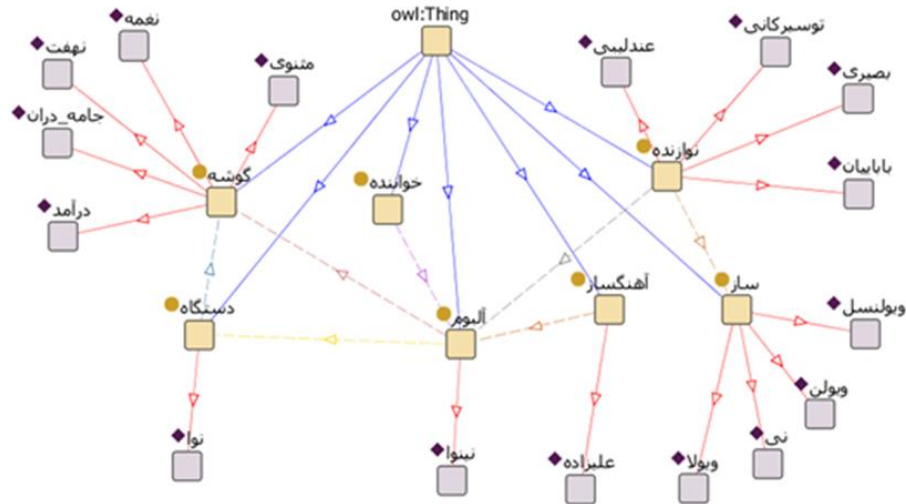 owl:Thing
نغمه
نهفت
مثنوی
جامه_دران
درآمد
گوشه
خواننده
عندلیبی
توسیرکانی
بصیری
باباییان
نوازنده
دستگاه
آلبوم
آهنگساز
ساز
ویولنسل
ویولن
نی
ویولا
علیزاده
نینوا
نوا